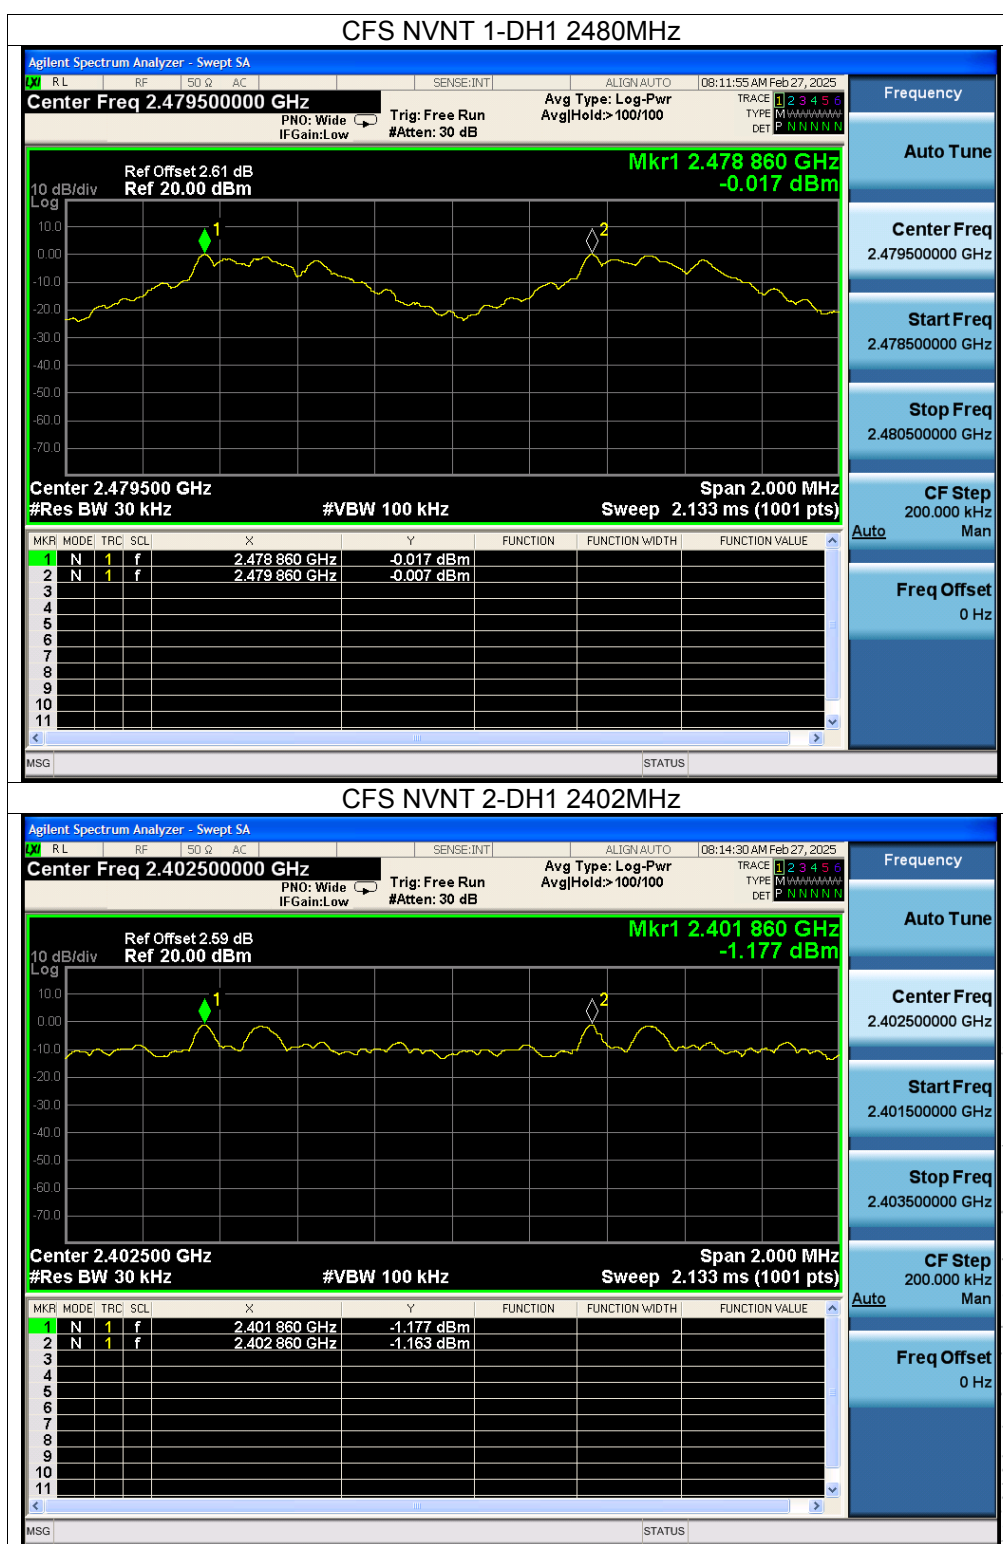 CFS NVNT 1-DH1 2480MHz
Agilent Spectrum Analyzer - Swept SA
LXI RL RF 50 Ω AC SENSE:INT ALIGN AUTO 08:11:55 AM Feb 27, 2025
Center Freq 2.479500000 GHz
PNO: Wide
IFGain:Low
Trig: Free Run
#Atten: 30 dB
Avg Type: Log-Pwr
Avg|Hold:>100/100
TRACE 1 2 3 4 5 6
TYPE M WWWWW
DET P N N N N N
Mkr1 2.478 860 GHz
-0.017 dBm
Ref Offset 2.61 dB
10 dB/div Ref 20.00 dBm
Log
10.0
0.00
-10.0
-20.0
-30.0
-40.0
-50.0
-60.0
-70.0
1
2
Center 2.479500 GHz Span 2.000 MHz
#Res BW 30 kHz #VBW 100 kHz Sweep 2.133 ms (1001 pts)
MKR MODE TRC SCL X Y FUNCTION FUNCTION WIDTH FUNCTION VALUE
1 N 1 f 2.478 860 GHz -0.017 dBm
2 N 1 f 2.479 860 GHz -0.007 dBm
3
4
5
6
7
8
9
10
11
MSG STATUS
Frequency
Auto Tune
Center Freq
2.479500000 GHz
Start Freq
2.478500000 GHz
Stop Freq
2.480500000 GHz
CF Step
200.000 kHz
Auto Man
Freq Offset
0 Hz
CFS NVNT 2-DH1 2402MHz
Agilent Spectrum Analyzer - Swept SA
LXI RL RF 50 Ω AC SENSE:INT ALIGN AUTO 08:14:30 AM Feb 27, 2025
Center Freq 2.402500000 GHz
PNO: Wide
IFGain:Low
Trig: Free Run
#Atten: 30 dB
Avg Type: Log-Pwr
Avg|Hold:>100/100
TRACE 1 2 3 4 5 6
TYPE M WWWWW
DET P N N N N N
Mkr1 2.401 860 GHz
-1.177 dBm
Ref Offset 2.59 dB
10 dB/div Ref 20.00 dBm
Log
10.0
0.00
-10.0
-20.0
-30.0
-40.0
-50.0
-60.0
-70.0
1
2
Center 2.402500 GHz Span 2.000 MHz
#Res BW 30 kHz #VBW 100 kHz Sweep 2.133 ms (1001 pts)
MKR MODE TRC SCL X Y FUNCTION FUNCTION WIDTH FUNCTION VALUE
1 N 1 f 2.401 860 GHz -1.177 dBm
2 N 1 f 2.402 860 GHz -1.163 dBm
3
4
5
6
7
8
9
10
11
MSG STATUS
Frequency
Auto Tune
Center Freq
2.402500000 GHz
Start Freq
2.401500000 GHz
Stop Freq
2.403500000 GHz
CF Step
200.000 kHz
Auto Man
Freq Offset
0 Hz